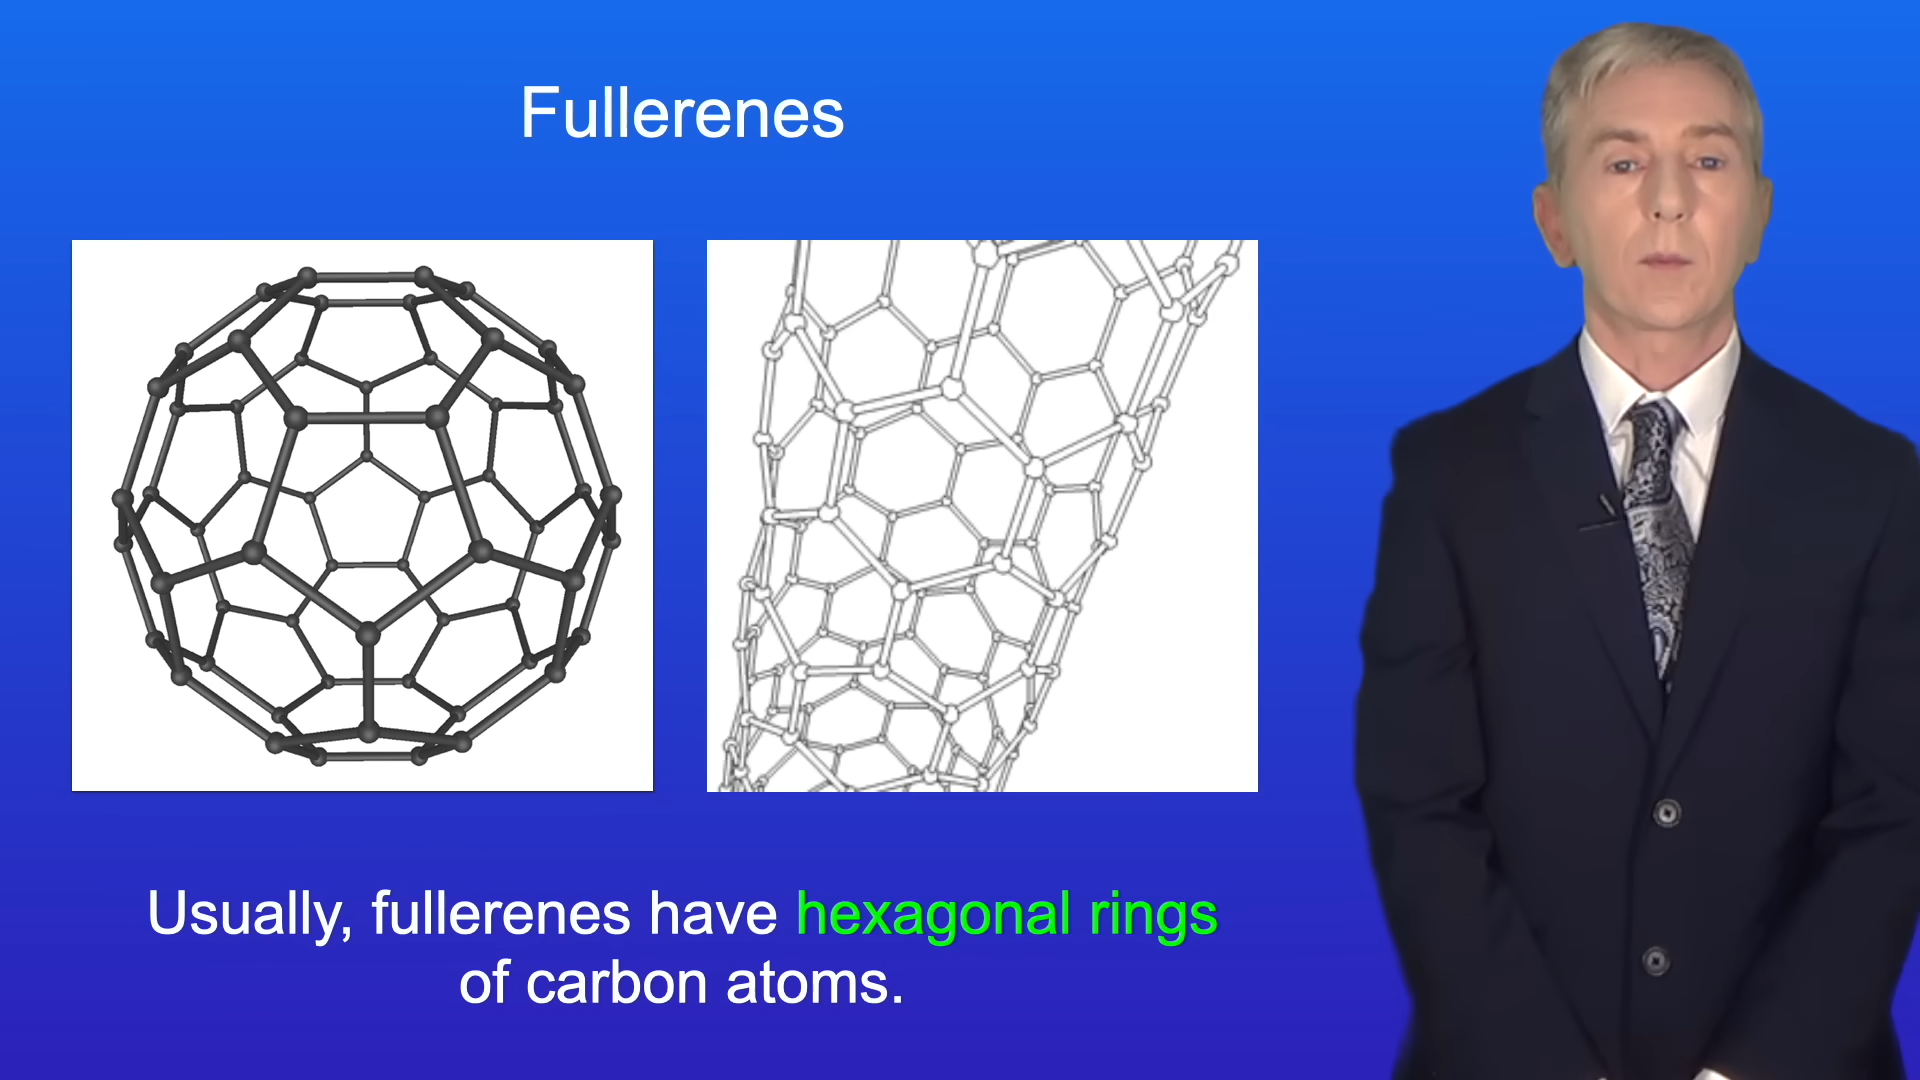 Fullerenes
Usually, fullerenes have hexagonal rings
of carbon atoms.